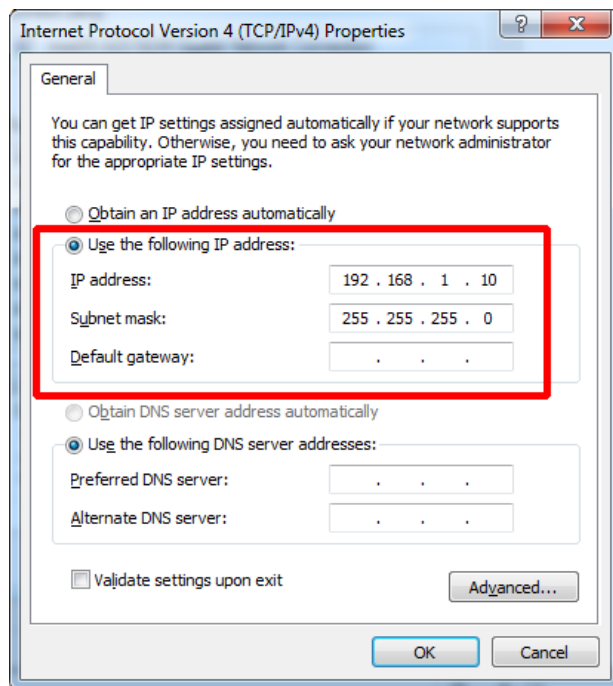 Internet Protocol Version 4 (TCP/IPv4) Properties
?
X
General
You can get IP settings assigned automatically if your network supports
this capability. Otherwise, you need to ask your network administrator
for the appropriate IP settings.
Obtain an IP address automatically
Use the following IP address:
IP address: 192 . 168 . 1 . 10
Subnet mask: 255 . 255 . 255 . 0
Default gateway: . . .
Obtain DNS server address automatically
Use the following DNS server addresses:
Preferred DNS server: . . .
Alternate DNS server: . . .
Validate settings upon exit
Advanced...
OK Cancel